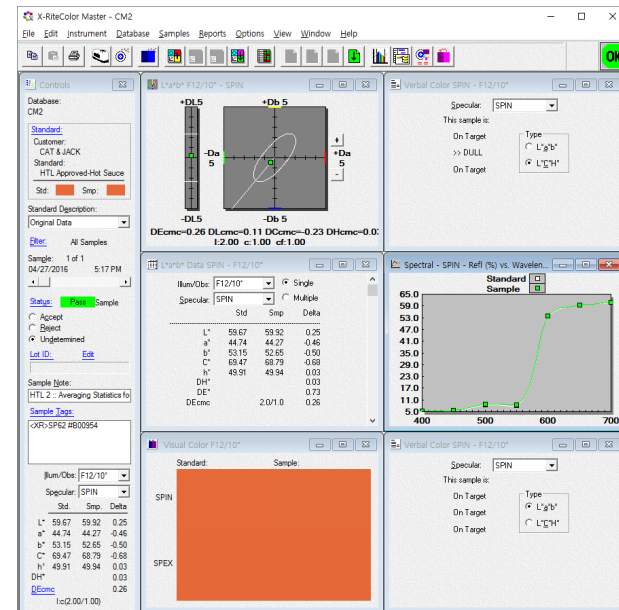 X-RiteColor Master - CM2
File Edit Instrument Database Samples Reports Options View Window Help
OK
Controls
Database:
CM2
Standard:
Customer:
CAT & JACK
Standard:
HTL Approved-Hot Sauce
Std: Smp:
Standard Description:
Original Data
Filter: All Samples
Sample: 1 of 1
04/27/2016 5:17 PM
Status: Pass Sample
Accept
Reject
Undetermined
Lot ID: Edit
Sample Note:
HTL 2 :: Averaging Statistics fo
Sample Tags:
<XR>SP62 #B00954
Illum/Obs: F12/10°
Specular: SPIN
Std. Smp. Delta
L* 59.67 59.92 0.25
a* 44.74 44.27 -0.46
b* 53.15 52.65 -0.50
C* 69.47 68.79 -0.68
h° 49.91 49.94 0.03
DH* 0.03
DEcmc 0.26
l:c(2.00/1.00)
L*a*b* F12/10° - SPIN
+DL5 +Db 5
-Da 5
+
+Da 5
-
-DL5 -Db 5
DEcmc=0.26 DLcmc=0.11 DCcmc=-0.23 DHcmc=0.0
l:2.00 c:1.00 cf:1.00
Verbal Color SPIN - F12/10°
Specular: SPIN
This sample is:
On Target
>> DULL
On Target
Type
L*a*b*
L*C*H°
L*a*b* Data SPIN - F12/10°
Illum/Obs: F12/10° Single
Specular: SPIN Multiple
Std Smp Delta
L* 59.67 59.92 0.25
a* 44.74 44.27 -0.46
b* 53.15 52.65 -0.50
C* 69.47 68.79 -0.68
h° 49.91 49.94 0.03
DH* 0.03
DE* 0.73
DEcmc 2.0/1.0 0.26
Spectral - SPIN - Refl (%) vs. Wavelen...
Standard
Sample
65.0
59.0
53.0
47.0
41.0
35.0
29.0
23.0
17.0
11.0
5.0
400 500 600 700
Visual Color F12/10°
Standard: Sample:
SPIN
SPEX
Verbal Color SPIN - F12/10°
Specular: SPIN
This sample is:
On Target
On Target
On Target
Type
L*a*b*
L*C*H°